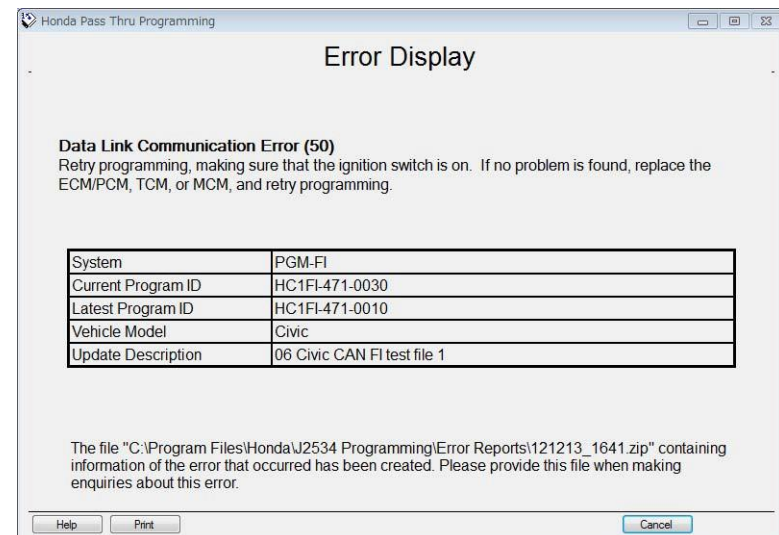 Honda Pass Thru Programming
Error Display
Data Link Communication Error (50)
Retry programming, making sure that the ignition switch is on. If no problem is found, replace the
ECM/PCM, TCM, or MCM, and retry programming.
System PGM-FI
Current Program ID HC1FI-471-0030
Latest Program ID HC1FI-471-0010
Vehicle Model Civic
Update Description 06 Civic CAN FI test file 1
The file "C:\Program Files\Honda\J2534 Programming\Error Reports\121213_1641.zip" containing
information of the error that occurred has been created. Please provide this file when making
enquiries about this error.
Help Print Cancel